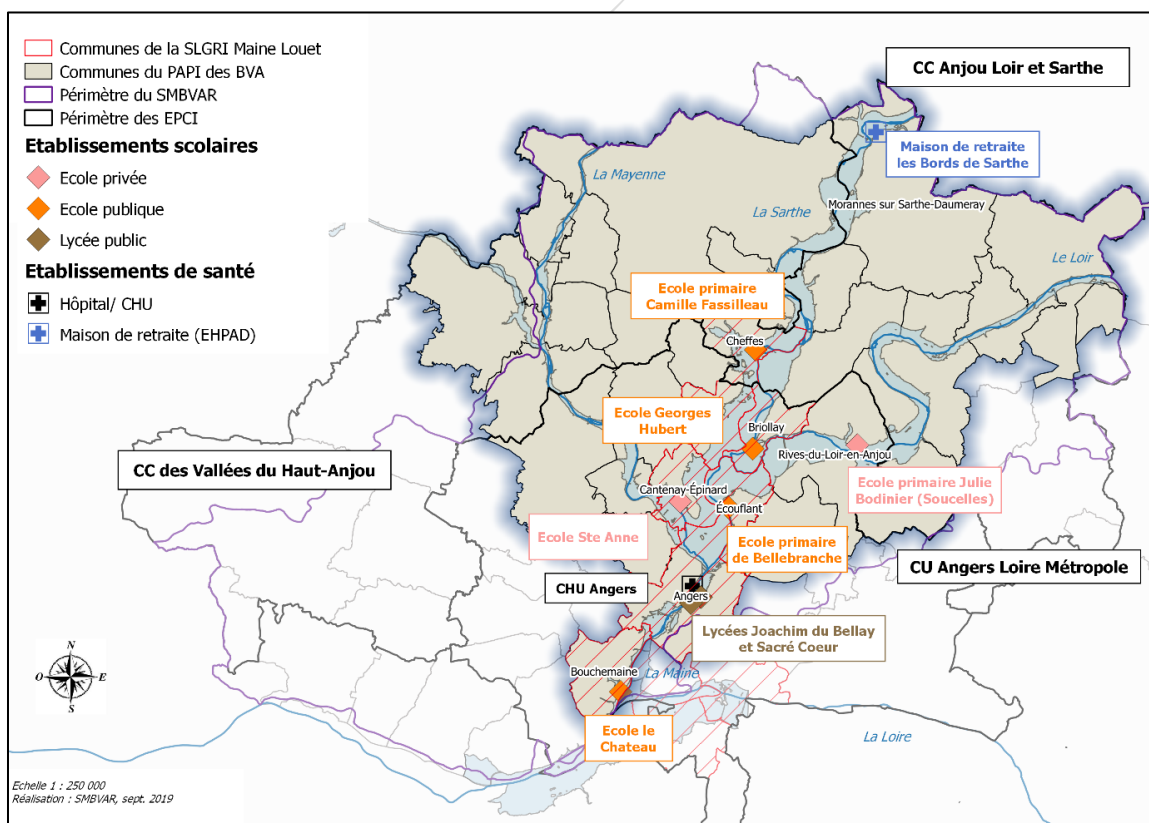 Communes de la SLGRI Maine Louet
Communes du PAPI des BVA
Périmètre du SMBVAR
Périmètre des EPCI
Etablissements scolaires
Ecole privée
Ecole publique
Lycée public
Etablissements de santé
Hôpital/ CHU
Maison de retraite (EHPAD)
CC Anjou Loir et Sarthe
Maison de retraite
les Bords de Sarthe
La Mayenne
La Sarthe
Morannes sur Sarthe-Daumeray
Le Loir
Ecole primaire
Camille Fassilleau
Cheffes
Ecole Georges
Hubert
Briollay
Rives-du-Loir-en-Anjou
CC des Vallées du Haut-Anjou
Cantenay-Épinard
Ecole primaire Julie
Bodinier (Soucelles)
Écouflant
Ecole Ste Anne
Ecole primaire
de Bellebranche
CU Angers Loire Métropole
CHU Angers
Angers
Lycées Joachim du Bellay
et Sacré Coeur
Bouchemaine
La Maine
Ecole le
Chateau
La Loire
N
O
E
S
Echelle 1 : 250 000
Réalisation : SMBVAR, sept. 2019